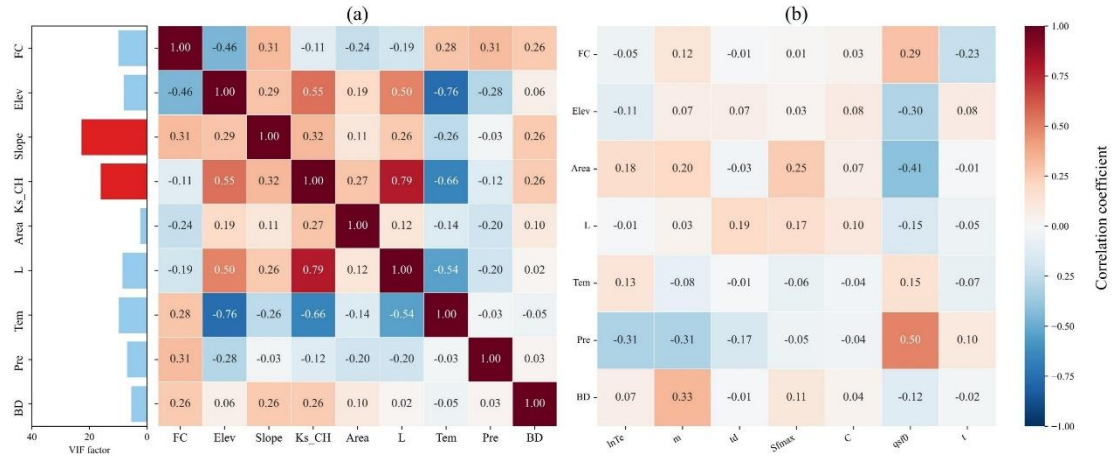 (a)
FC 1.00 -0.46 0.31 -0.11 -0.24 -0.19 0.28 0.31 0.26
Elev -0.46 1.00 0.29 0.55 0.19 0.50 -0.76 -0.28 0.06
Slope 0.31 0.29 1.00 0.32 0.11 0.26 -0.26 -0.03 0.26
Ks_CH -0.11 0.55 0.32 1.00 0.27 0.79 -0.66 -0.12 0.26
Area -0.24 0.19 0.11 0.27 1.00 0.12 -0.14 -0.20 0.10
L -0.19 0.50 0.26 0.79 0.12 1.00 -0.54 -0.20 0.02
Tem 0.28 -0.76 -0.26 -0.66 -0.14 -0.54 1.00 -0.03 -0.05
Pre 0.31 -0.28 -0.03 -0.12 -0.20 -0.20 -0.03 1.00 0.03
BD 0.26 0.06 0.26 0.26 0.10 0.02 -0.05 0.03 1.00
40 20 0
VIF factor
FC Elev Slope Ks_CH Area L Tem Pre BD
(b)
FC -0.05 0.12 -0.01 0.01 0.03 0.29 -0.23
Elev -0.11 0.07 0.07 0.03 0.08 -0.30 0.08
Area 0.18 0.20 -0.03 0.25 0.07 -0.41 -0.01
L -0.01 0.03 0.19 0.17 0.10 -0.15 -0.05
Tem 0.13 -0.08 -0.01 -0.06 -0.04 0.15 -0.07
Pre -0.31 -0.31 -0.17 -0.05 -0.04 0.50 0.10
BD 0.07 0.33 -0.01 0.11 0.04 -0.12 -0.02
lnTe m td Sfmax C qsf0 t
1.00
0.75
0.50
0.25
0.00
-0.25
-0.50
-0.75
-1.00
Correlation coefficient